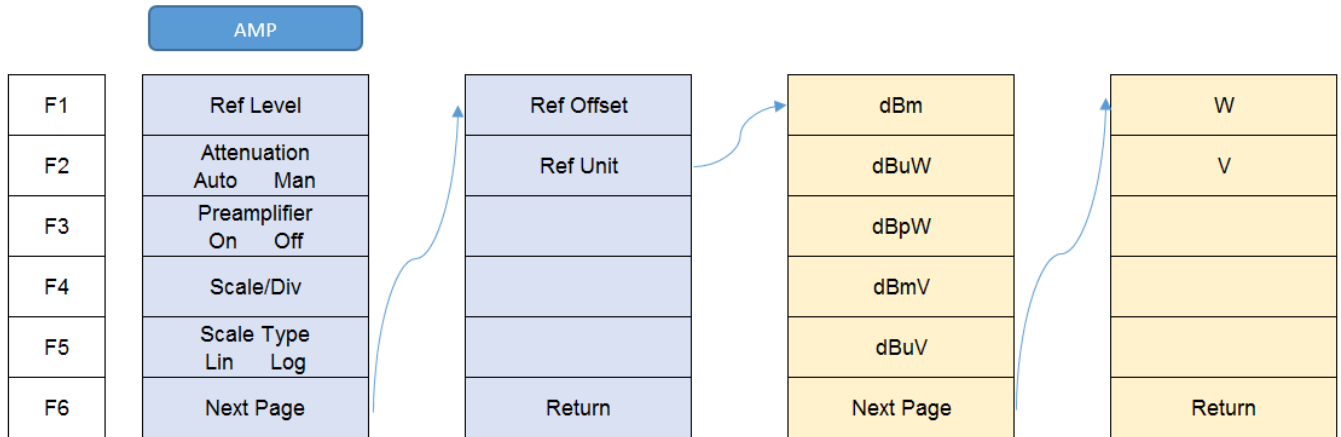 AMP
F1
Ref Level
Ref Offset
dBm
W
F2
Attenuation
Auto Man
Ref Unit
dBuW
V
F3
Preamplifier
On Off
dBpW
F4
Scale/Div
dBmV
F5
Scale Type
Lin Log
dBuV
F6
Next Page
Return
Next Page
Return